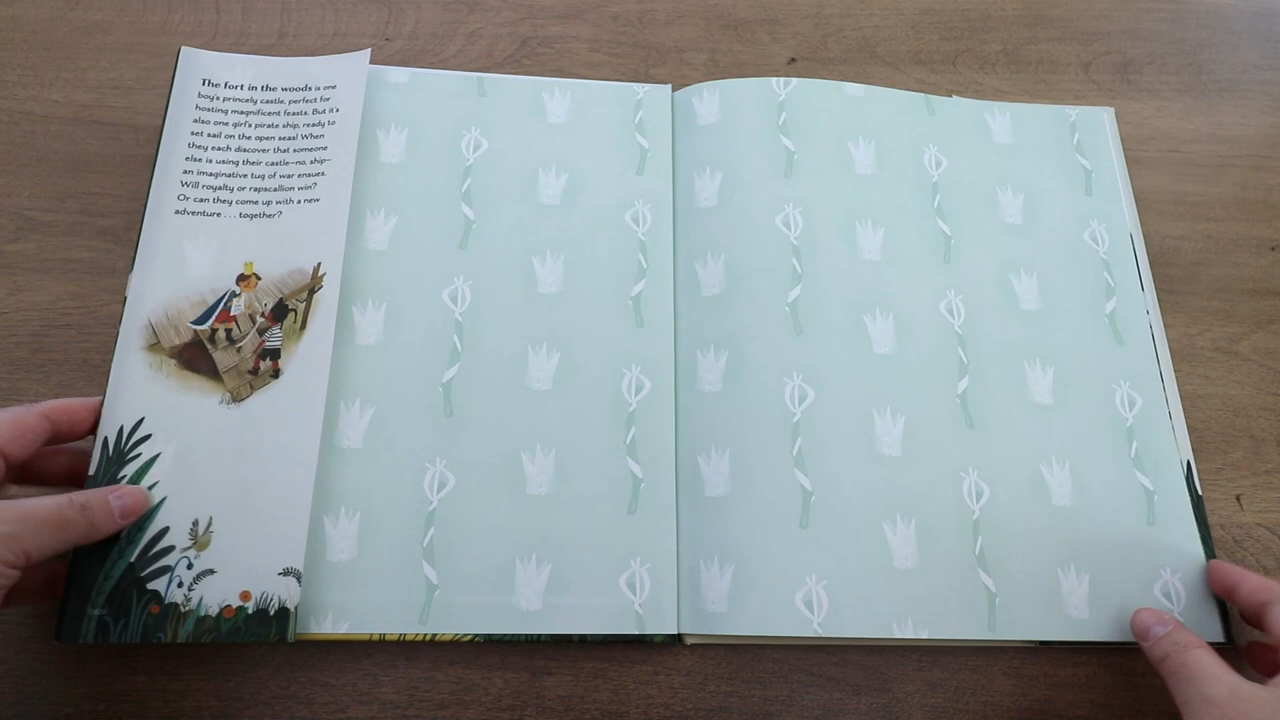 The fort in the woods is one
boy's princely castle, perfect for
hosting magnificent feasts. But it's
also one girl's pirate ship, ready to
set sail on the open seas! When
they each discover that someone
else is using their castle—no, ship—
an imaginative tug of war ensues.
Will royalty or rapscallion win?
Or can they come up with a new
adventure . . . together?